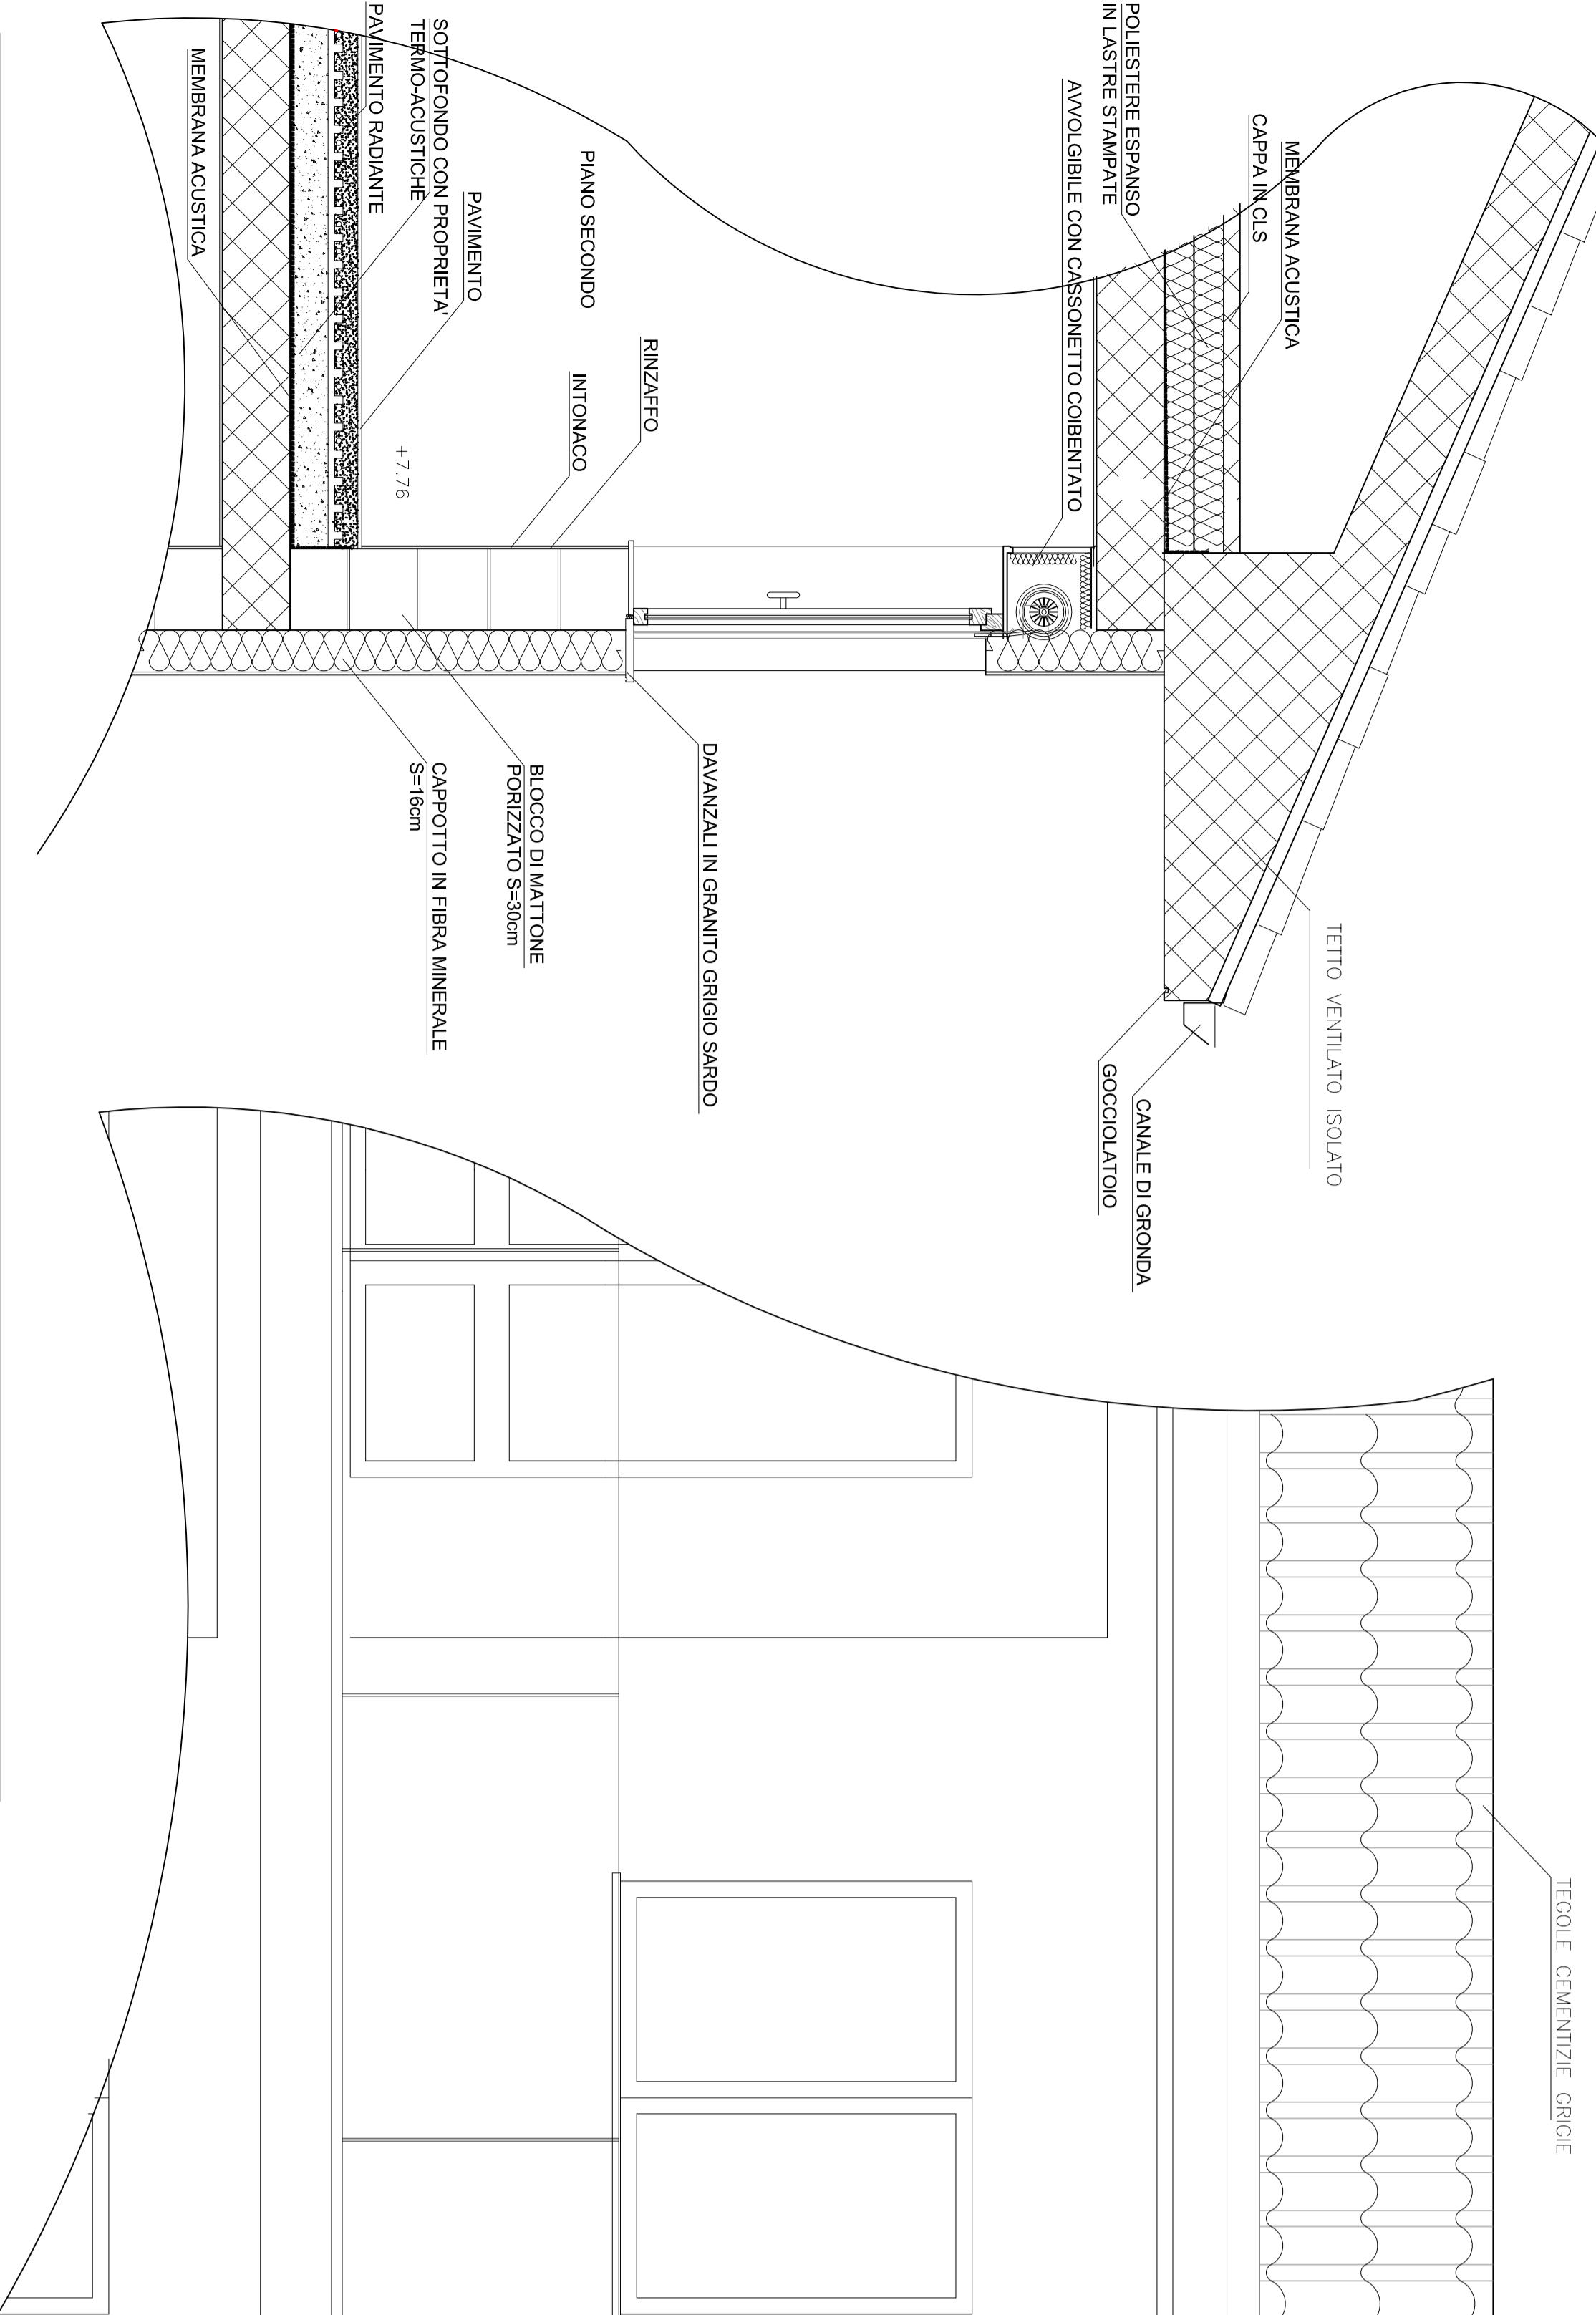 TEGOLE CEMENTIZIE GRIGIE
TETTO VENTILATO ISOLATO
MEMBRANA ACUSTICA
CAPPA IN CLS
POLIESTERE ESPANSO
IN LASTRE STAMPATE
AVVOLGIBILE CON CASSONETTO COIBENTATO
CANALE DI GRONDA
GOCCIOLATOIO
DAVANZALI IN GRANITO GRIGIO SARDO
RINZAFFO
INTONACO
PIANO SECONDO
BLOCCO DI MATTONE
PORIZZATO S=30cm
PAVIMENTO
SOTTOFONDO CON PROPRIETA'
TERMO-ACUSTICHE
CAPPOTTO IN FIBRA MINERALE
S=16cm
+7.76
PAVIMENTO RADIANTE
MEMBRANA ACUSTICA